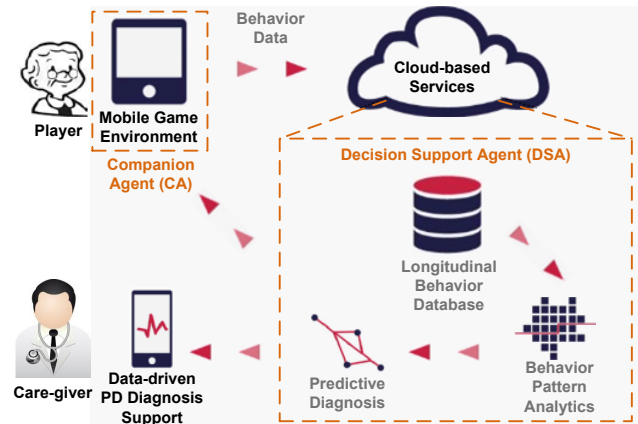 Behavior
Data
Cloud-based
Services
Player
Mobile Game
Environment
Companion
Agent (CA)
Decision Support Agent (DSA)
Longitudinal
Behavior
Database
Care-giver
Data-driven
PD Diagnosis
Support
Predictive
Diagnosis
Behavior
Pattern
Analytics